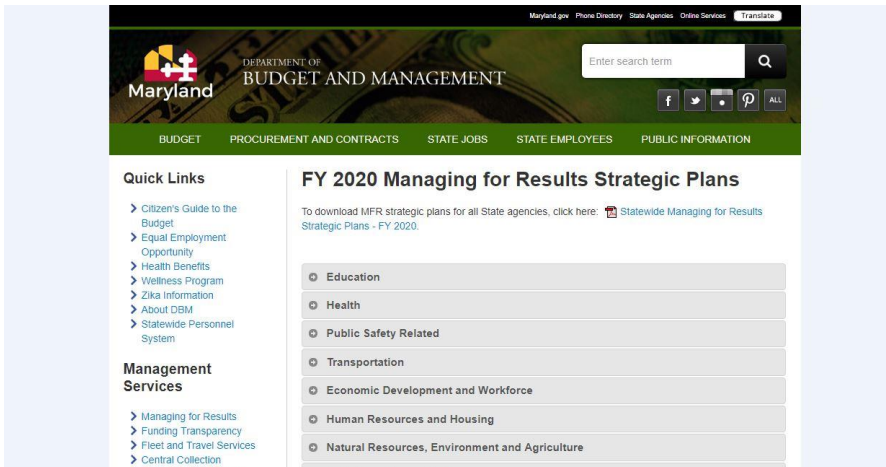 Maryland.gov Phone Directory State Agencies Online Services Translate
Maryland
DEPARTMENT OF
BUDGET AND MANAGEMENT
Enter search term
ALL
BUDGET PROCUREMENT AND CONTRACTS STATE JOBS STATE EMPLOYEES PUBLIC INFORMATION
Quick Links
Citizen's Guide to the
Budget
Equal Employment
Opportunity
Health Benefits
Wellness Program
Zika Information
About DBM
Statewide Personnel
System
Management
Services
Managing for Results
Funding Transparency
Fleet and Travel Services
Central Collection
FY 2020 Managing for Results Strategic Plans
To download MFR strategic plans for all State agencies, click here: Statewide Managing for Results
Strategic Plans - FY 2020.
Education
Health
Public Safety Related
Transportation
Economic Development and Workforce
Human Resources and Housing
Natural Resources, Environment and Agriculture